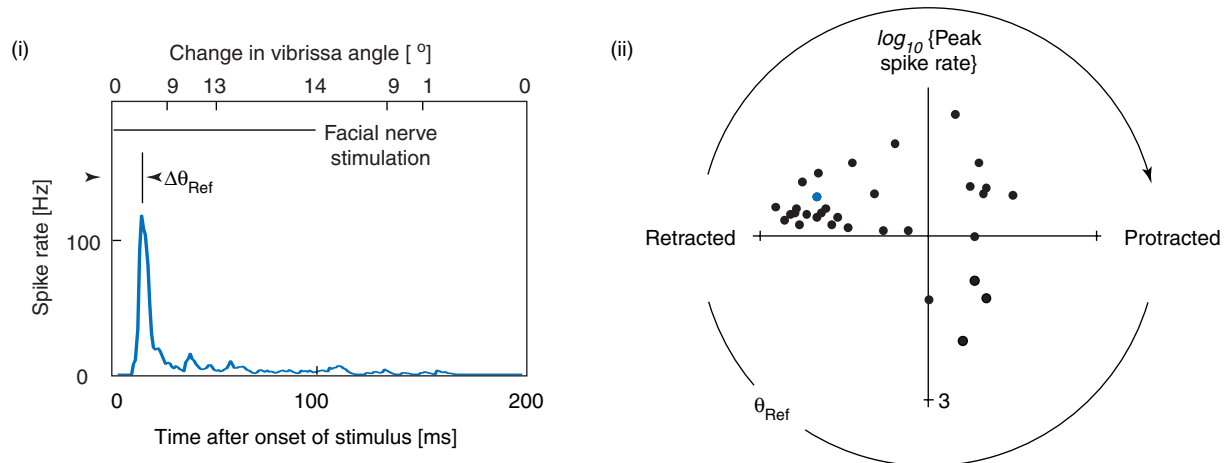 (i)
Change in vibrissa angle [ °]
0 9 13 14 9 1 0
Facial nerve
stimulation
ΔθRef
Spike rate [Hz]
100
0
0 100 200
Time after onset of stimulus [ms]
(ii)
log10 {Peak
spike rate}
Retracted
Protracted
θRef
3